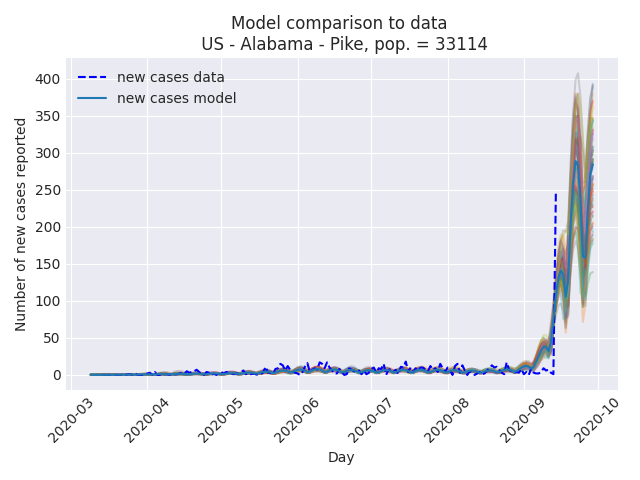 Model comparison to data
US - Alabama - Pike, pop. = 33114
new cases data
new cases model
Number of new cases reported
400
350
300
250
200
150
100
50
0
2020-03
2020-04
2020-05
2020-06
2020-07
2020-08
2020-09
2020-10
Day